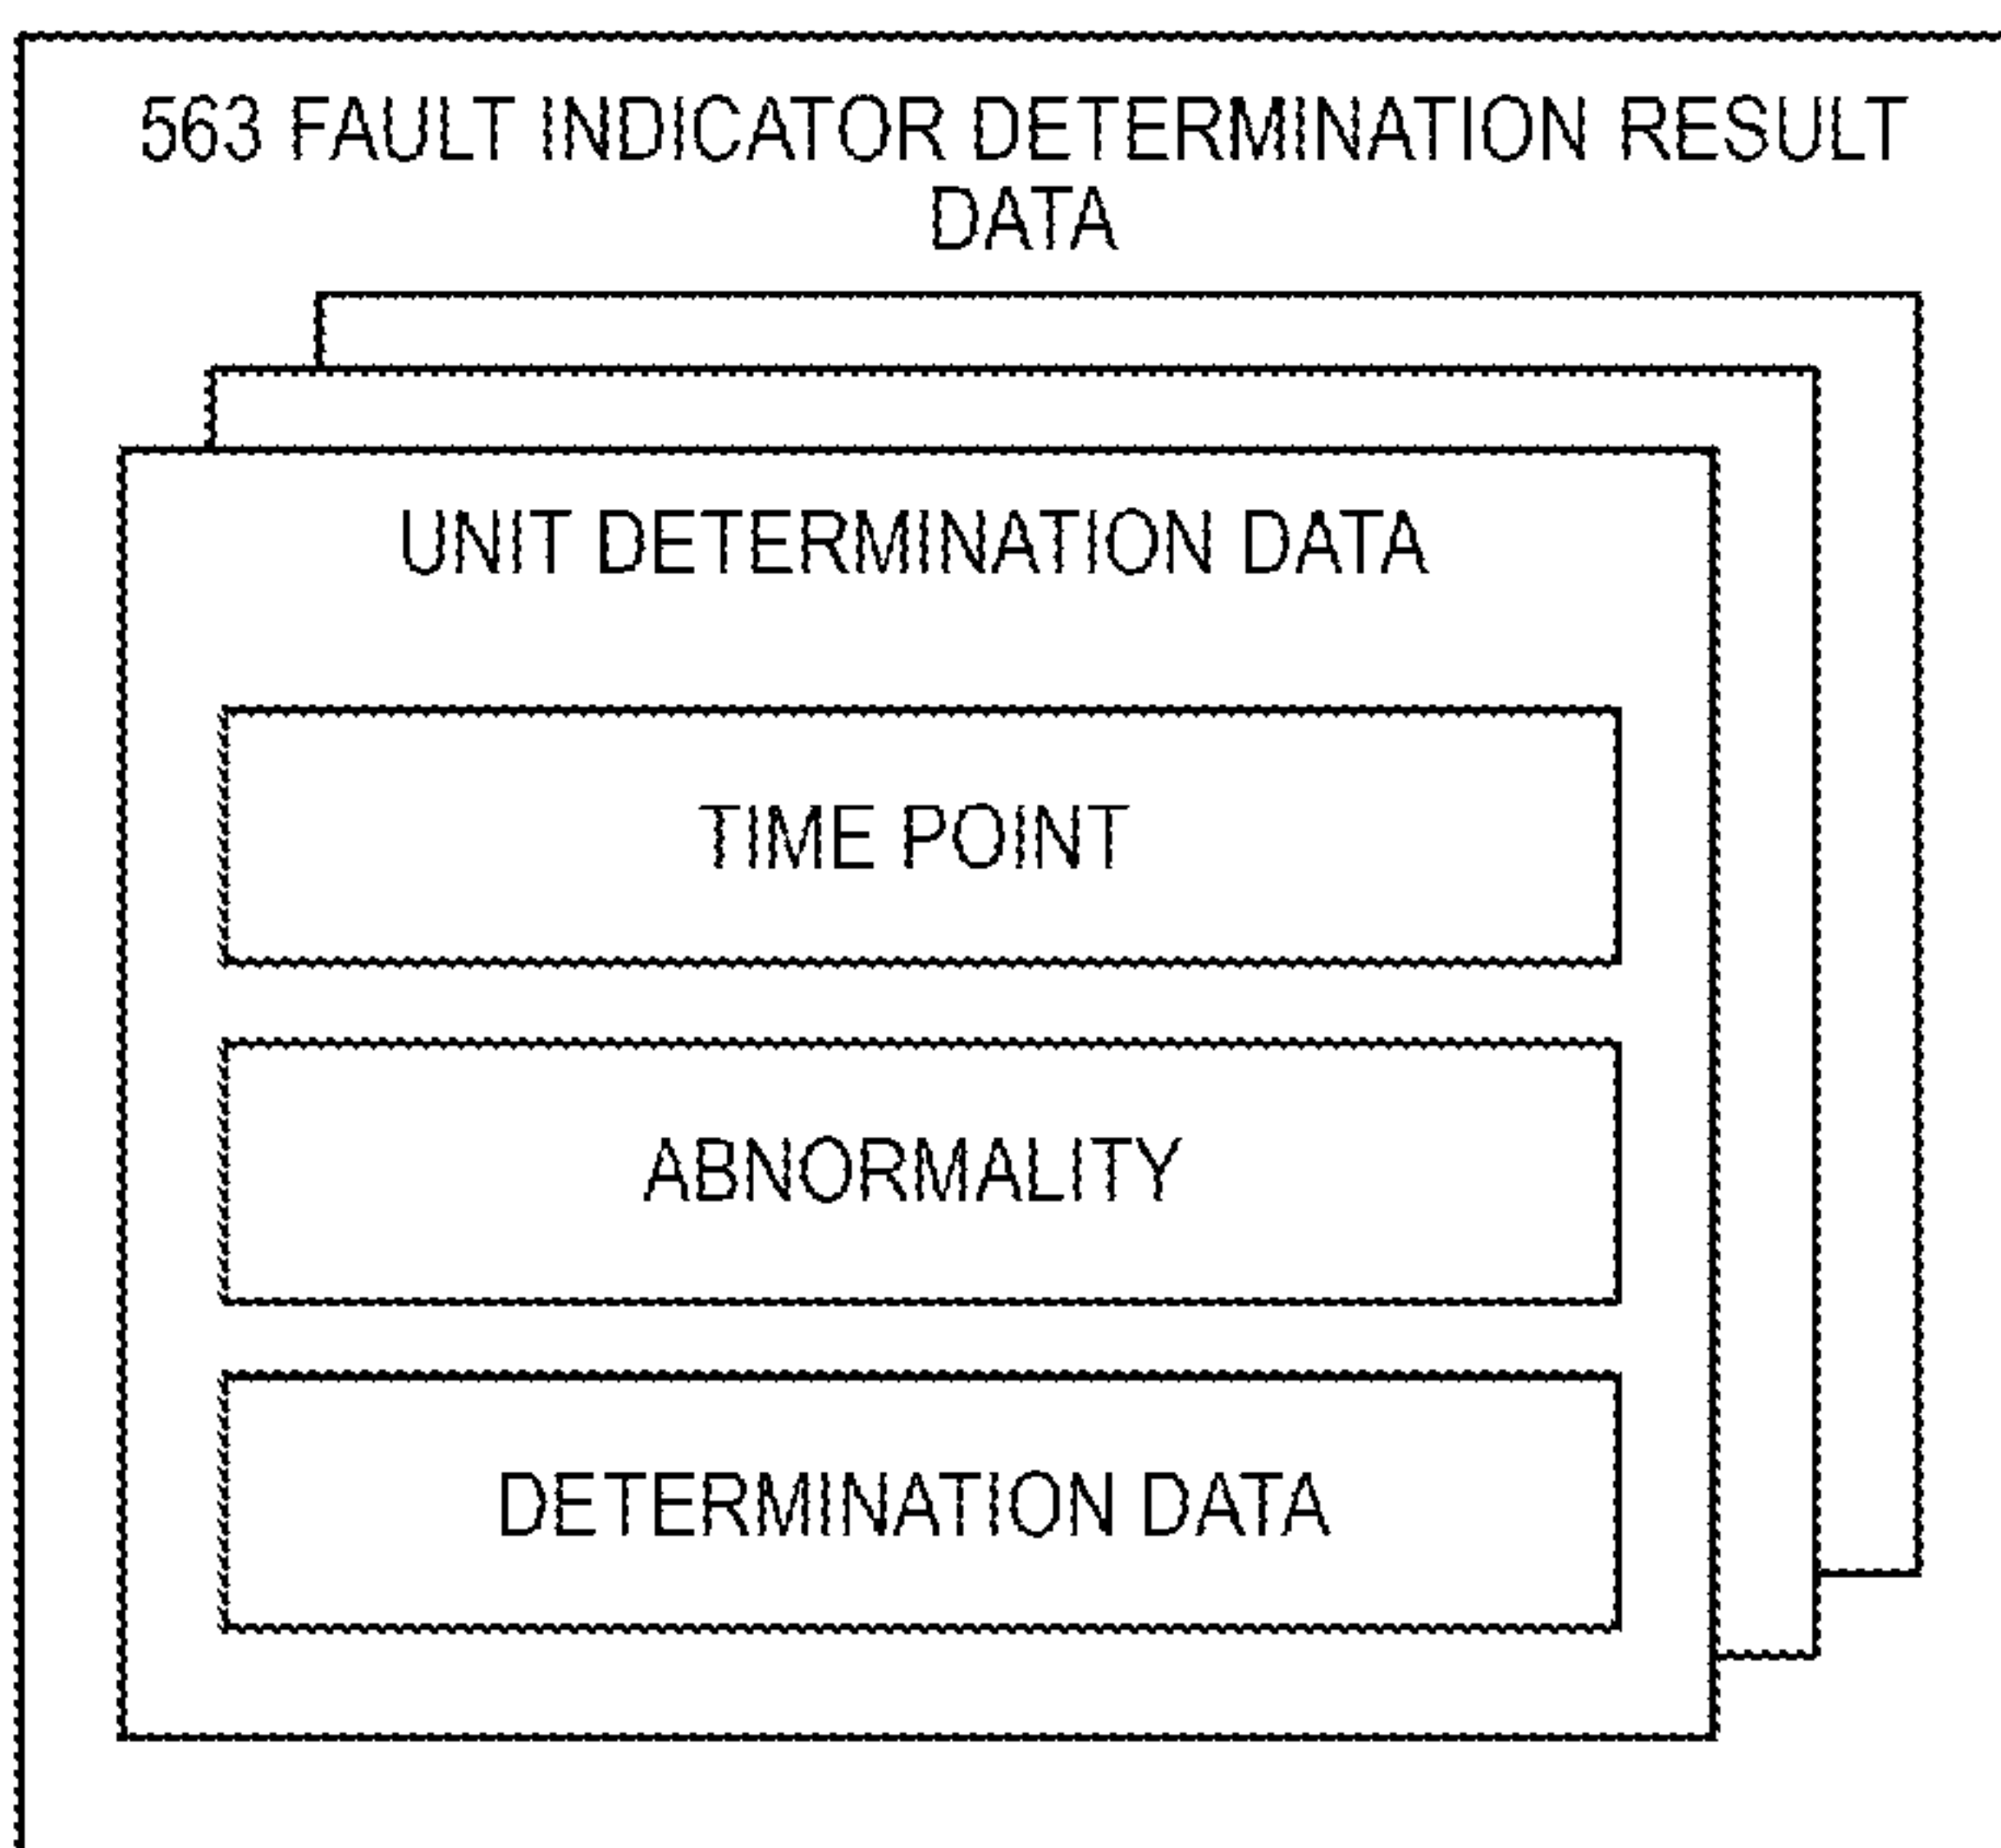 563 FAULT INDICATOR DETERMINATION RESULT
DATA
UNIT DETERMINATION DATA
TIME POINT
ABNORMALITY
DETERMINATION DATA